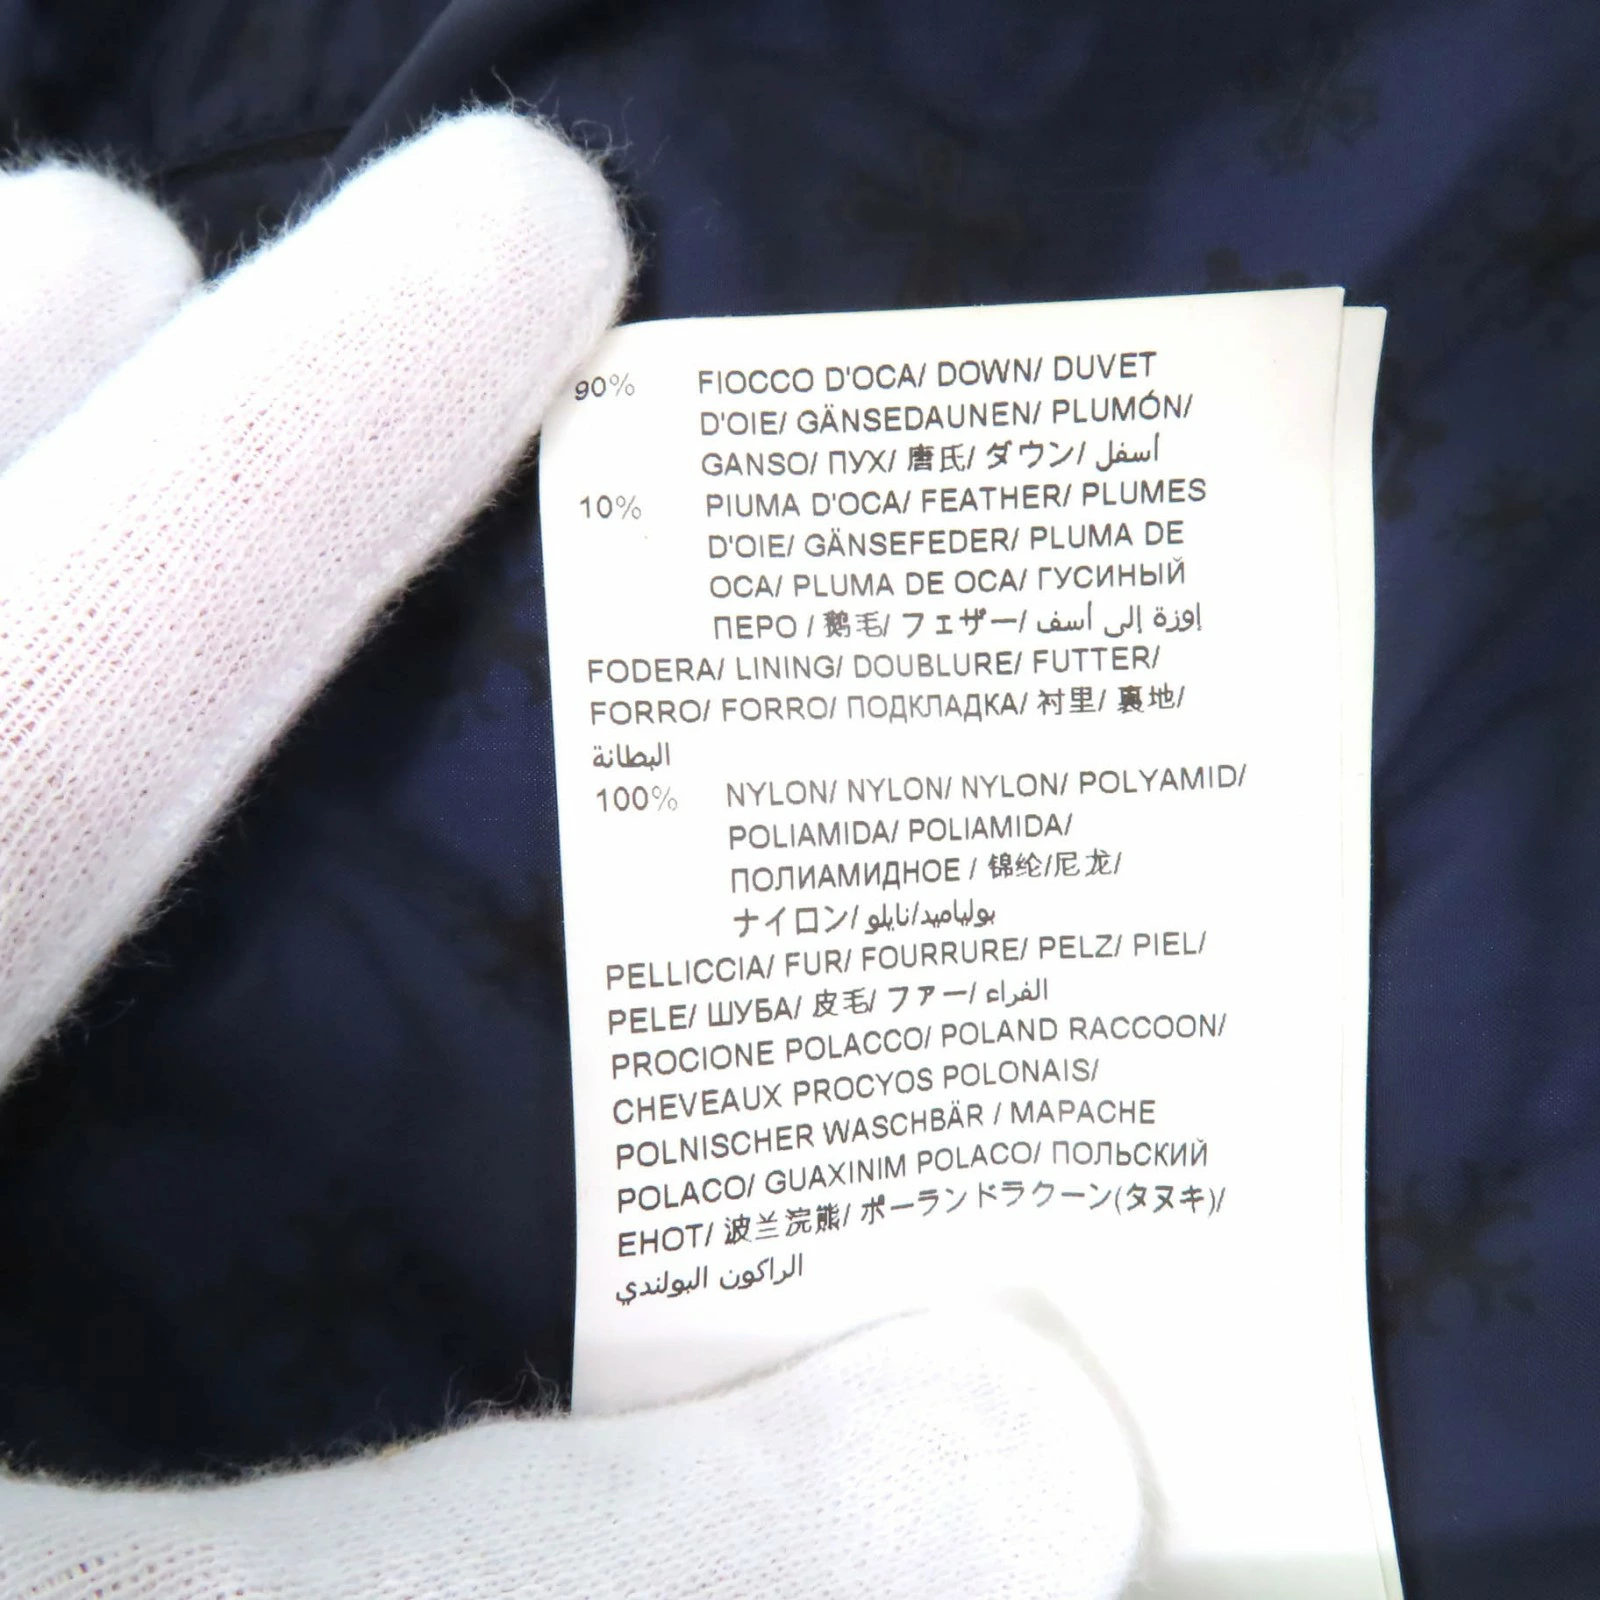 90% FIOCCO D'OCA/ DOWN/ DUVET
D'OIE/ GÄNSEDAUNEN/ PLUMÓN/
GANSO/ ПУХ/ 唐氏/ ダウン/ أسفل
10% PIUMA D'OCA/ FEATHER/ PLUMES
D'OIE/ GÄNSEFEDER/ PLUMA DE
OCA/ PLUMA DE OCA/ ГУСИНЫЙ
ПЕРО / 鹅毛/ フェザー/ إوزة إلى أسف
FODERA/ LINING/ DOUBLURE/ FUTTER/
FORRO/ FORRO/ ПОДКЛАДКА/ 衬里/ 裏地/
البطانة
100% NYLON/ NYLON/ NYLON/ POLYAMID/
POLIAMIDA/ POLIAMIDA/
ПОЛИАМИДНОЕ / 锦纶/尼龙/
ナイロン/ بولياميد/نايلو
PELLICCIA/ FUR/ FOURRURE/ PELZ/ PIEL/
PELE/ ШУБА/ 皮毛/ ファー/ الفراء
PROCIONE POLACCO/ POLAND RACCOON/
CHEVEAUX PROCYOS POLONAIS/
POLNISCHER WASCHBÄR / MAPACHE
POLACO/ GUAXINIM POLACO/ ПОЛЬСКИЙ
ЕНОТ/ 波兰浣熊/ ポーランドラクーン(タヌキ)/
الراكون البولندي